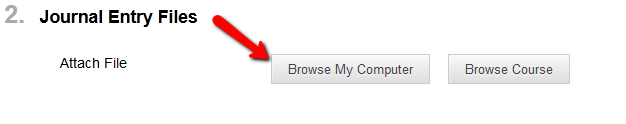 2. Journal Entry Files
Attach File Browse My Computer Browse Course